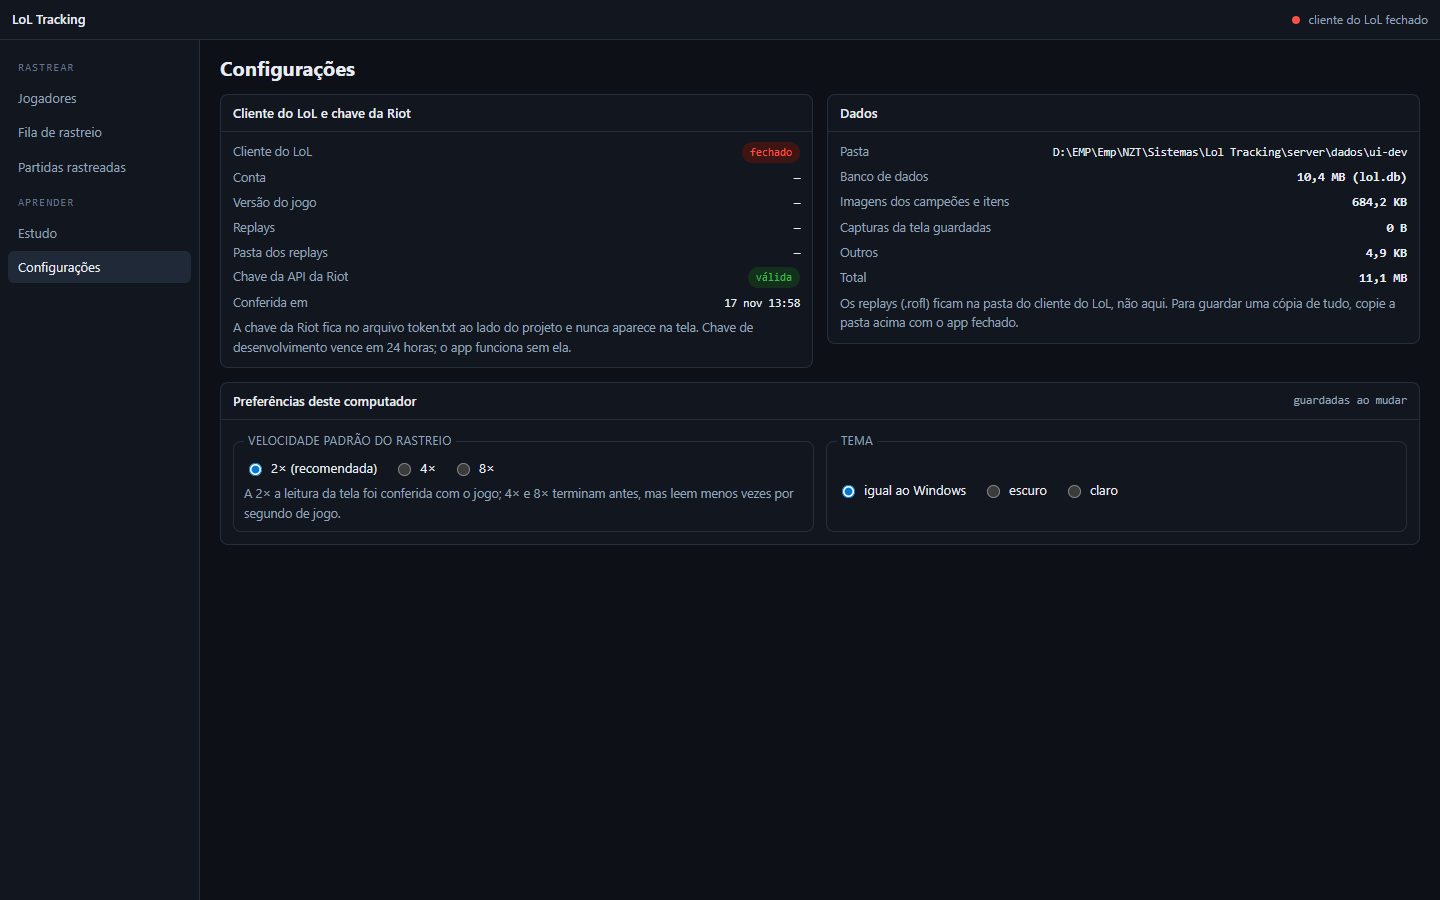 LoL Tracking
cliente do LoL fechado
RASTREAR
Jogadores
Fila de rastreio
Partidas rastreadas
APRENDER
Estudo
Configurações
Configurações
Cliente do LoL e chave da Riot
Cliente do LoL fechado
Conta —
Versão do jogo —
Replays —
Pasta dos replays —
Chave da API da Riot válida
Conferida em 17 nov 13:58
A chave da Riot fica no arquivo token.txt ao lado do projeto e nunca aparece na tela. Chave de
desenvolvimento vence em 24 horas; o app funciona sem ela.
Dados
Pasta D:\EMP\Emp\NZT\Sistemas\Lol Tracking\server\dados\ui-dev
Banco de dados 10,4 MB (lol.db)
Imagens dos campeões e itens 684,2 KB
Capturas da tela guardadas 0 B
Outros 4,9 KB
Total 11,1 MB
Os replays (.rofl) ficam na pasta do cliente do LoL, não aqui. Para guardar uma cópia de tudo, copie a
pasta acima com o app fechado.
Preferências deste computador
guardadas ao mudar
VELOCIDADE PADRÃO DO RASTREIO
2× (recomendada) 4× 8×
A 2× a leitura da tela foi conferida com o jogo; 4× e 8× terminam antes, mas leem menos vezes por
segundo de jogo.
TEMA
igual ao Windows escuro claro